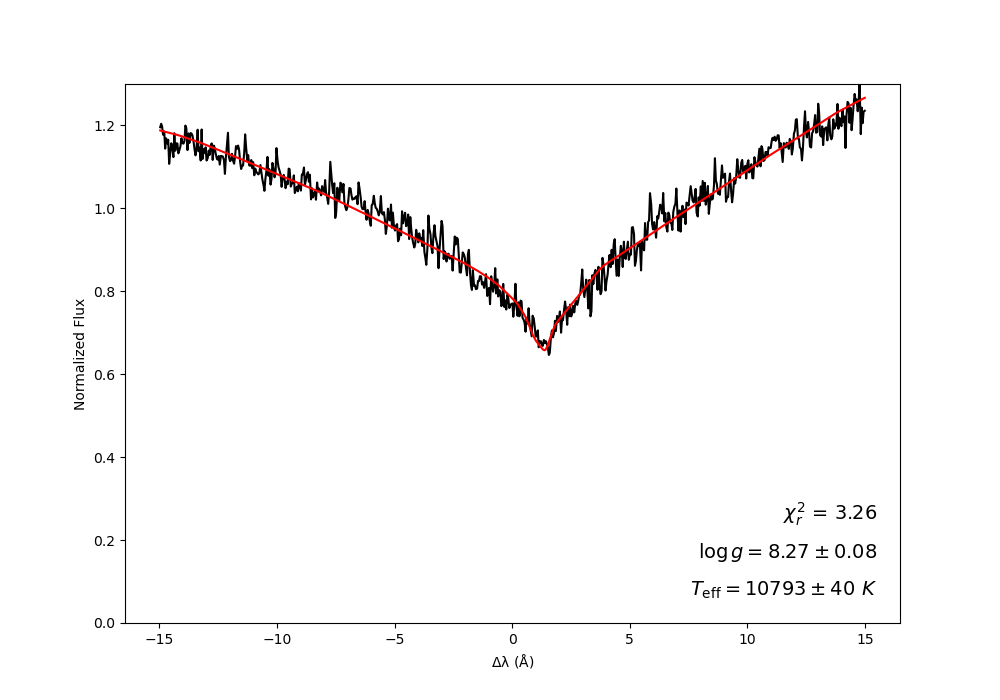 1.2
1.0
0.8
0.6
0.4
0.2
0.0
Normalized Flux
χ²ᵣ = 3.26
log g = 8.27 ± 0.08
T_eff = 10793 ± 40 K
−15 −10 −5 0 5 10 15
Δλ (Å)